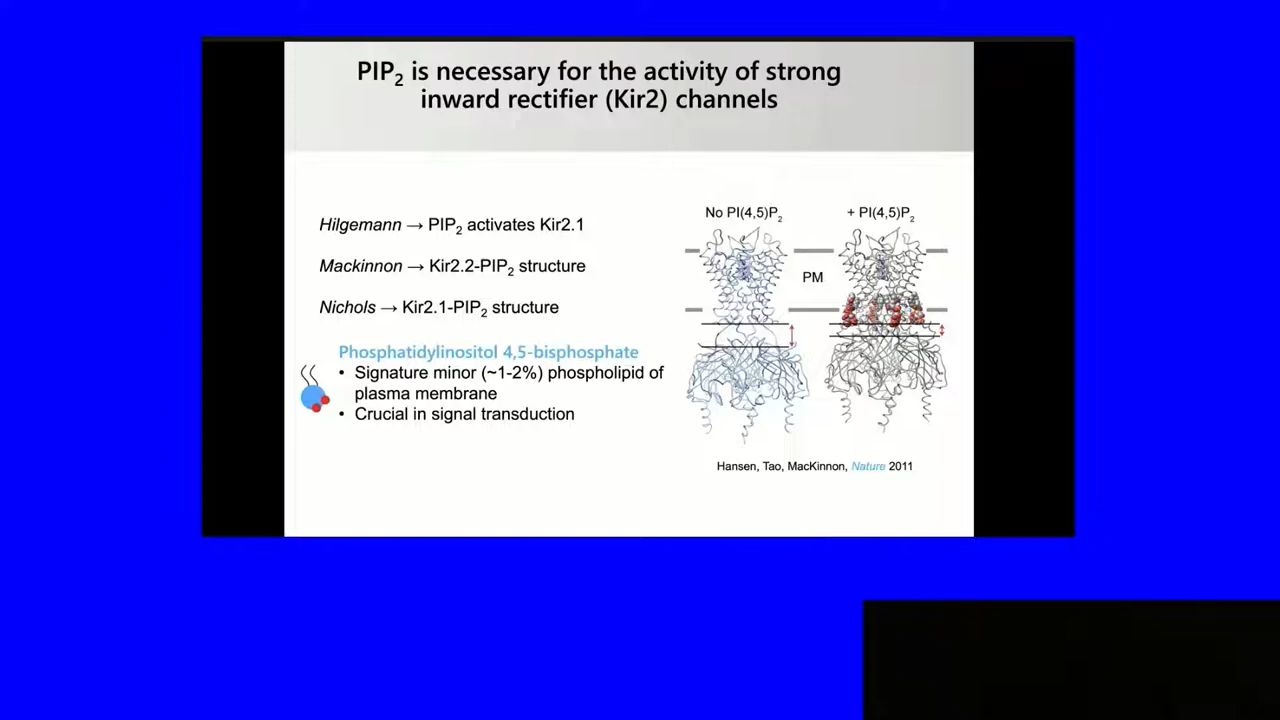 PIP2 is necessary for the activity of strong
inward rectifier (Kir2) channels
Hilgemann → PIP2 activates Kir2.1
Mackinnon → Kir2.2-PIP2 structure
Nichols → Kir2.1-PIP2 structure
Phosphatidylinositol 4,5-bisphosphate
• Signature minor (~1-2%) phospholipid of
plasma membrane
• Crucial in signal transduction
No PI(4,5)P2
+ PI(4,5)P2
PM
Hansen, Tao, MacKinnon, Nature 2011